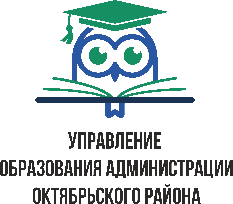 УПРАВЛЕНИЕ
ОБРАЗОВАНИЯ АДМИНИСТРАЦИИ
ОКТЯБРЬСКОГО РАЙОНА